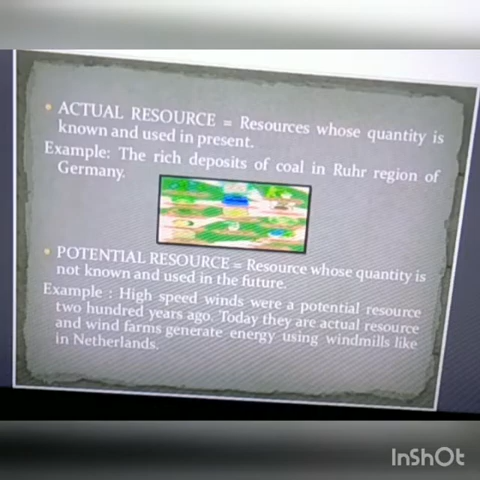 • ACTUAL RESOURCE = Resources whose quantity is
known and used in present.
Example: The rich deposits of coal in Ruhr region of
Germany.
• POTENTIAL RESOURCE = Resource whose quantity is
not known and used in the future.
Example : High speed winds were a potential resource
two hundred years ago. Today they are actual resource
and wind farms generate energy using windmills like
in Netherlands.
InShOt